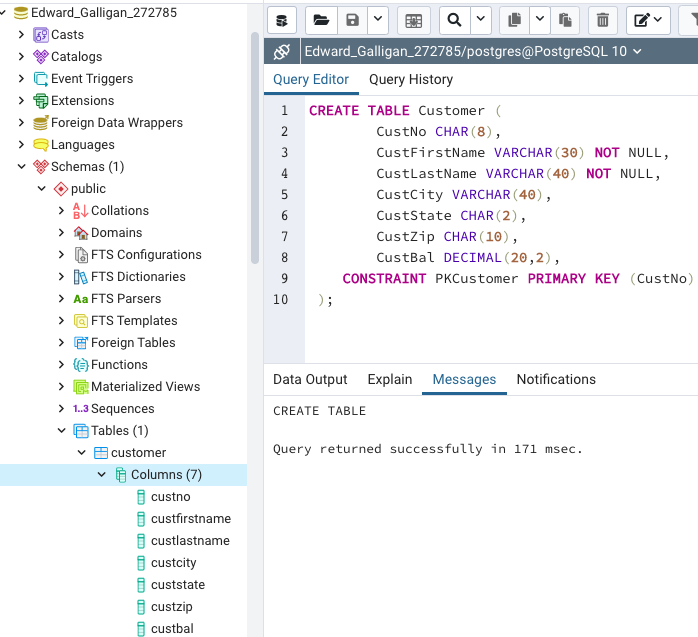 Edward_Galligan_272785
Casts
Catalogs
Event Triggers
Extensions
Foreign Data Wrappers
Languages
Schemas (1)
public
Collations
Domains
FTS Configurations
FTS Dictionaries
Aa FTS Parsers
FTS Templates
Foreign Tables
Functions
Materialized Views
1..3 Sequences
Tables (1)
customer
Columns (7)
custno
custfirstname
custlastname
custcity
custstate
custzip
custbal
Edward_Galligan_272785/postgres@PostgreSQL 10
Query Editor Query History
1 CREATE TABLE Customer (
2 CustNo CHAR(8),
3 CustFirstName VARCHAR(30) NOT NULL,
4 CustLastName VARCHAR(40) NOT NULL,
5 CustCity VARCHAR(40),
6 CustState CHAR(2),
7 CustZip CHAR(10),
8 CustBal DECIMAL(20,2),
9 CONSTRAINT PKCustomer PRIMARY KEY (CustNo)
10 );
Data Output Explain Messages Notifications
CREATE TABLE
Query returned successfully in 171 msec.